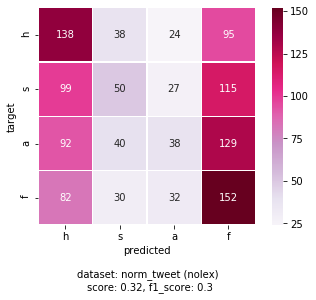 h 138 38 24 95
s 99 50 27 115
a 92 40 38 129
f 82 30 32 152
h s a f
target
predicted
150
125
100
75
50
25
dataset: norm_tweet (nolex)
score: 0.32, f1_score: 0.3